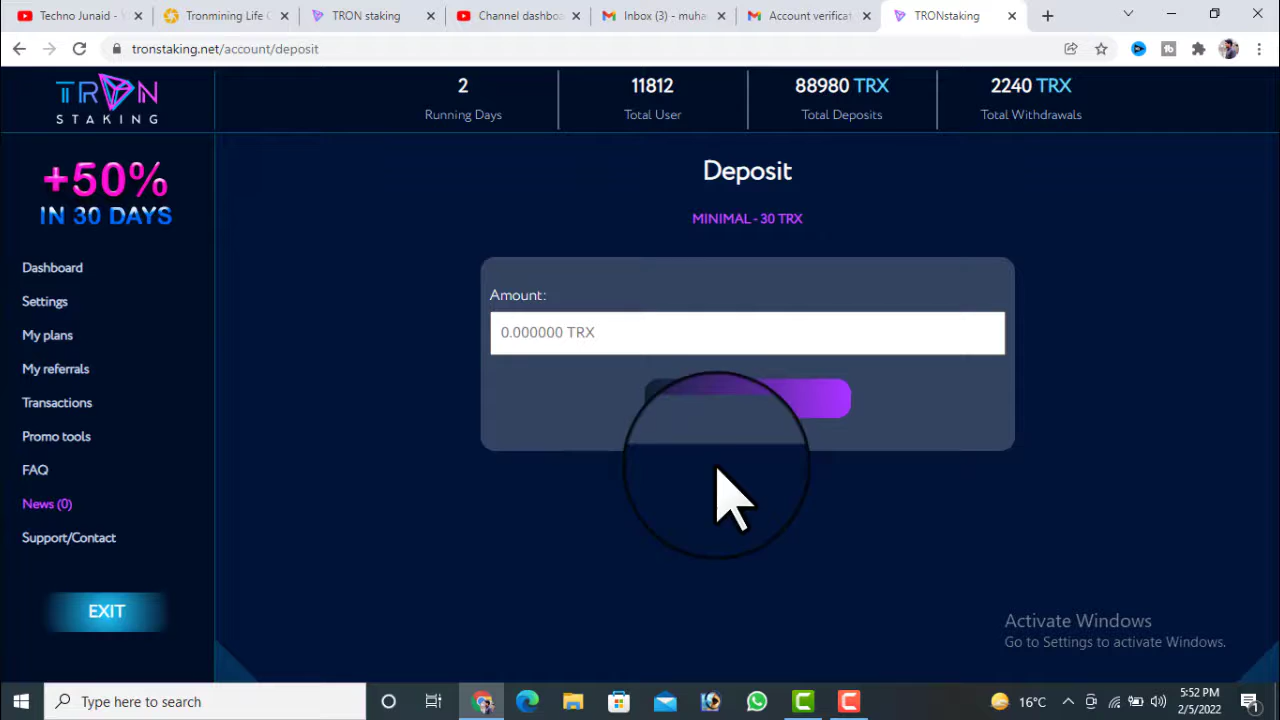 Techno Junaid - Y
Tronmining Life C
TRON staking
Channel dashboa
Inbox (3) - muha
Account verificat
TRONstaking
tronstaking.net/account/deposit
TRON
STAKING
2
Running Days
11812
Total User
88980 TRX
Total Deposits
2240 TRX
Total Withdrawals
+50%
IN 30 DAYS
Dashboard
Settings
My plans
My referrals
Transactions
Promo tools
FAQ
News (0)
Support/Contact
EXIT
Deposit
MINIMAL - 30 TRX
Amount:
0.000000 TRX
Activate Windows
Go to Settings to activate Windows.
Type here to search
16°C
5:52 PM
2/5/2022
1